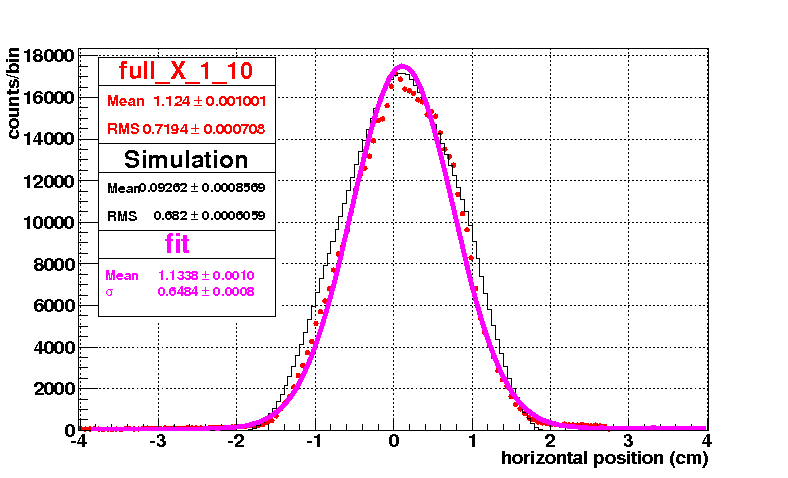 counts/bin
18000
16000
14000
12000
10000
8000
6000
4000
2000
0
full_X_1_10
Mean 1.124 ± 0.001001
RMS 0.7194 ± 0.000708
Simulation
Mean0.09262 ± 0.0008569
RMS 0.682 ± 0.0006059
fit
Mean 1.1338 ± 0.0010
σ 0.6484 ± 0.0008
-4 -3 -2 -1 0 1 2 3 4
horizontal position (cm)